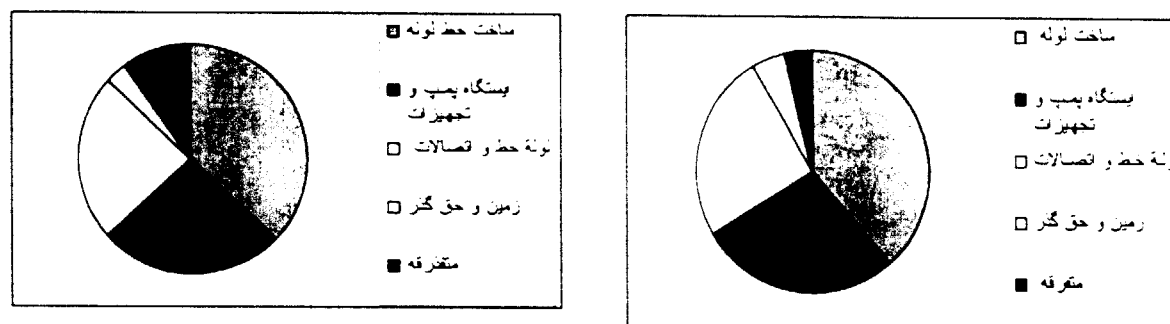 ساخت خط لوله
ایستگاه پمپ و
تجهیزات
لولهٔ خط و اتصالات
زمین و حق گذر
متفرقه
ساخت لوله
ایستگاه پمپ و
تجهیزات
لولهٔ خط و اتصالات
زمین و حق گذر
متفرقه